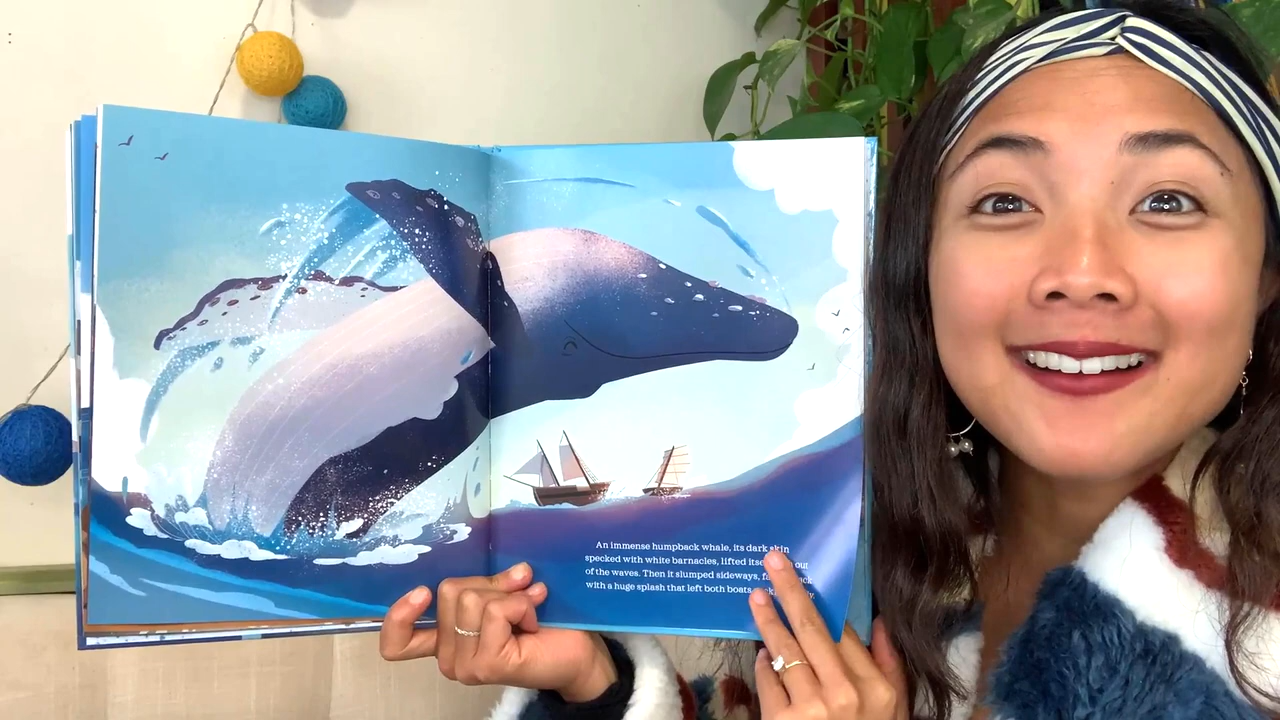 An immense humpback whale, its dark skin
specked with white barnacles, lifted out
of the waves. Then it slumped sideways,
with a huge splash that left both boats